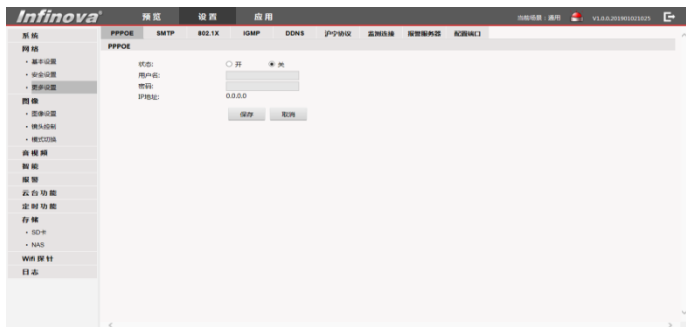 Infinova
预览 设置 应用
当前场景：通用 V1.0.0.201901021025
PPPOE SMTP 802.1X IGMP DDNS 沪宁协议 监测连接 报警服务器 配置端口
PPPOE
状态: 开 关
用户名:
密码:
IP地址: 0.0.0.0
保存 取消
系统
网络
· 基本设置
· 安全设置
· 更多设置
图像
· 图像设置
· 镜头控制
· 模式切换
音视频
智能
报警
云台功能
定时功能
存储
· SD卡
· NAS
Wifi探针
日志